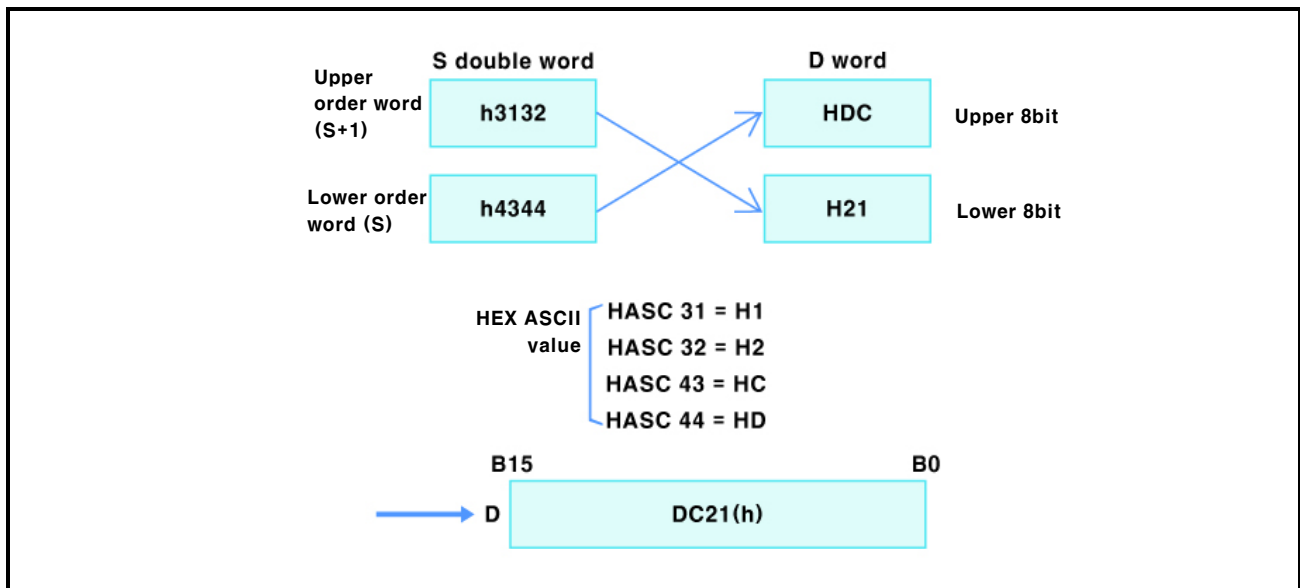 S double word
D word
Upper
order word
(S+1)
h3132
HDC
Upper 8bit
Lower order
word (S)
h4344
H21
Lower 8bit
HEX ASCII
value
HASC 31 = H1
HASC 32 = H2
HASC 43 = HC
HASC 44 = HD
B15
B0
D
DC21(h)